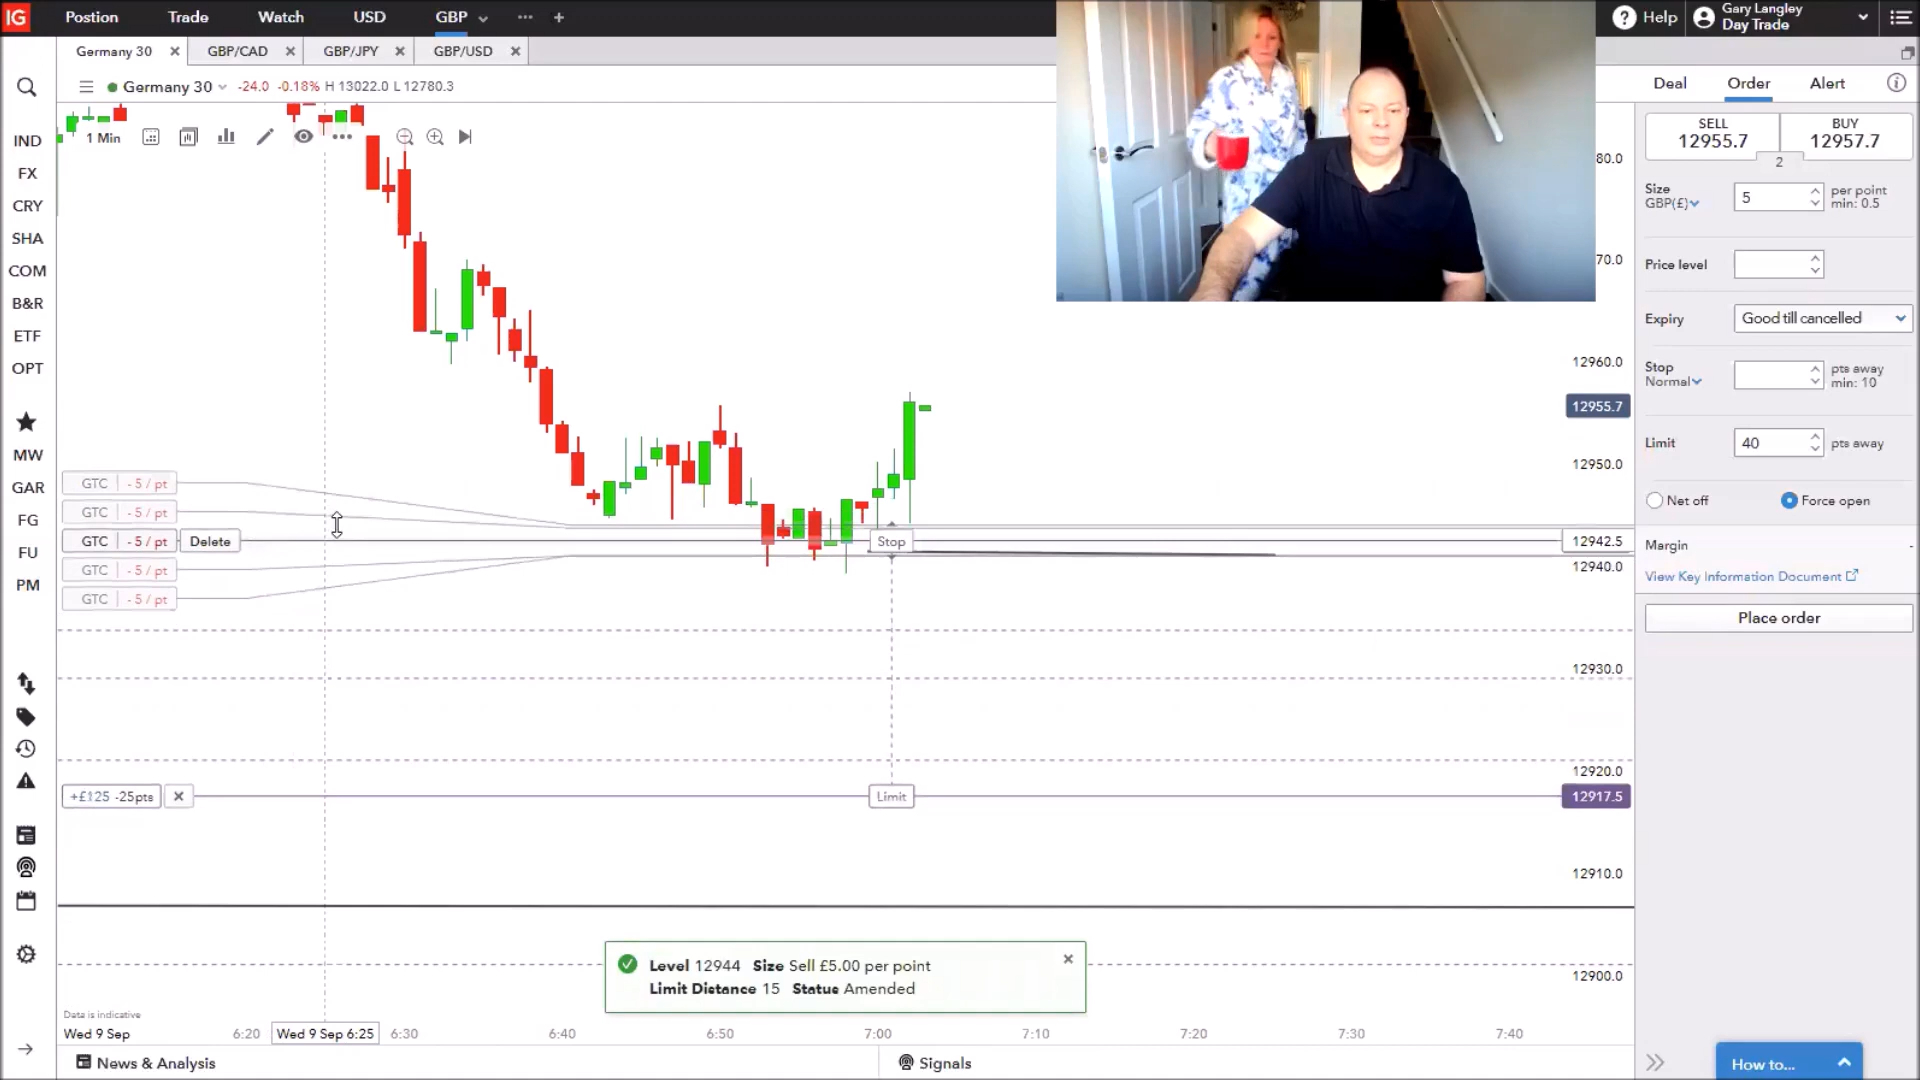 IG Postion Trade Watch USD GBP Help Gary Langley
Day Trade
Germany 30 GBP/CAD GBP/JPY GBP/USD
Germany 30 -24.0 -0.18% H 13022.0 L 12780.3
Deal Order Alert
1 Min
SELL BUY
12955.7 12957.7
2
IND
FX
CRY
SHA
COM
B&R
ETF
OPT
MW
GAR
FG
FU
PM
Size 5 per point
GBP(£) min: 0.5
Price level
Expiry Good till cancelled
Stop pts away
Normal min: 10
Limit 40 pts away
Net off Force open
Margin -
View Key Information Document
Place order
80.0
70.0
12960.0
12955.7
12950.0
12942.5
12940.0
12930.0
12920.0
12917.5
12910.0
12900.0
GTC - 5 / pt
GTC - 5 / pt
GTC - 5 / pt Delete Stop
GTC - 5 / pt
GTC - 5 / pt
+£125 -25pts Limit
Level 12944 Size Sell £5.00 per point
Limit Distance 15 Status Amended
Data is indicative
Wed 9 Sep 6:20 Wed 9 Sep 6:25 6:30 6:40 6:50 7:00 7:10 7:20 7:30 7:40
News & Analysis Signals How to...